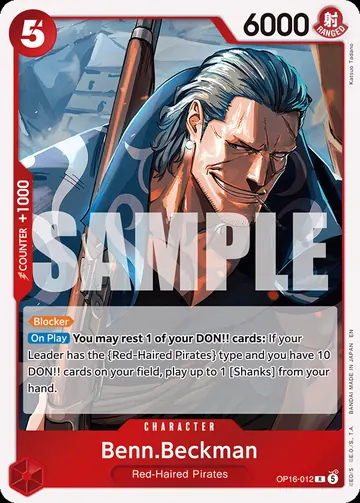 5
6000
射
RANGED
Katsuo Tadano
COUNTER +1000
SAMPLE
Blocker
On Play You may rest 1 of your DON!! cards: If your
Leader has the {Red-Haired Pirates} type and you have 10
DON!! cards on your field, play up to 1 [Shanks] from your
hand.
CHARACTER
Benn.Beckman
Red-Haired Pirates
OP16-012 R 5
©E.O./S. ©E.O./S., T.A. BANDAI MADE IN JAPAN EN